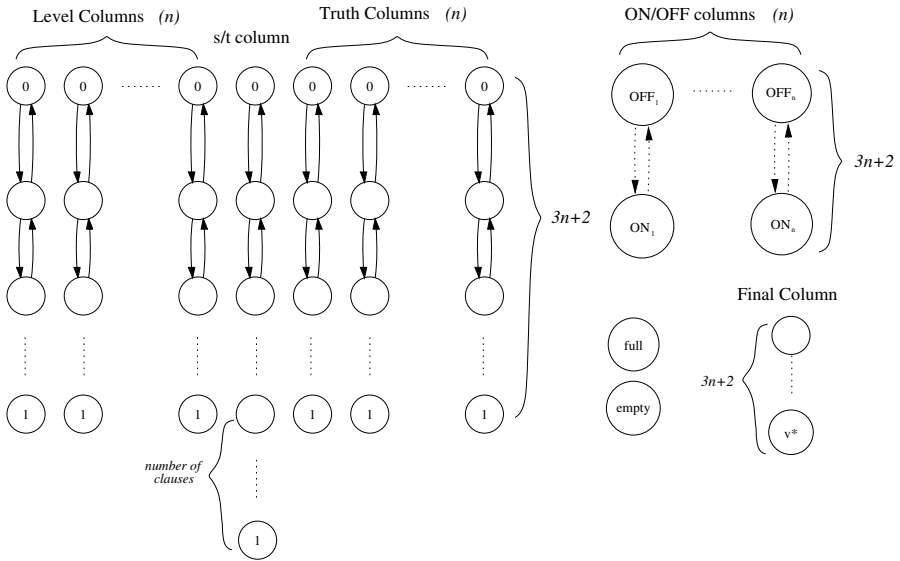 Level Columns (n)
s/t column
Truth Columns (n)
ON/OFF columns (n)
0 0 0 0 0 0 0
OFF₁ OFFₙ
3n+2
3n+2
ON₁ ONₙ
Final Column
full
3n+2
empty
v*
1 1 1 1 1 1
number of
clauses
1